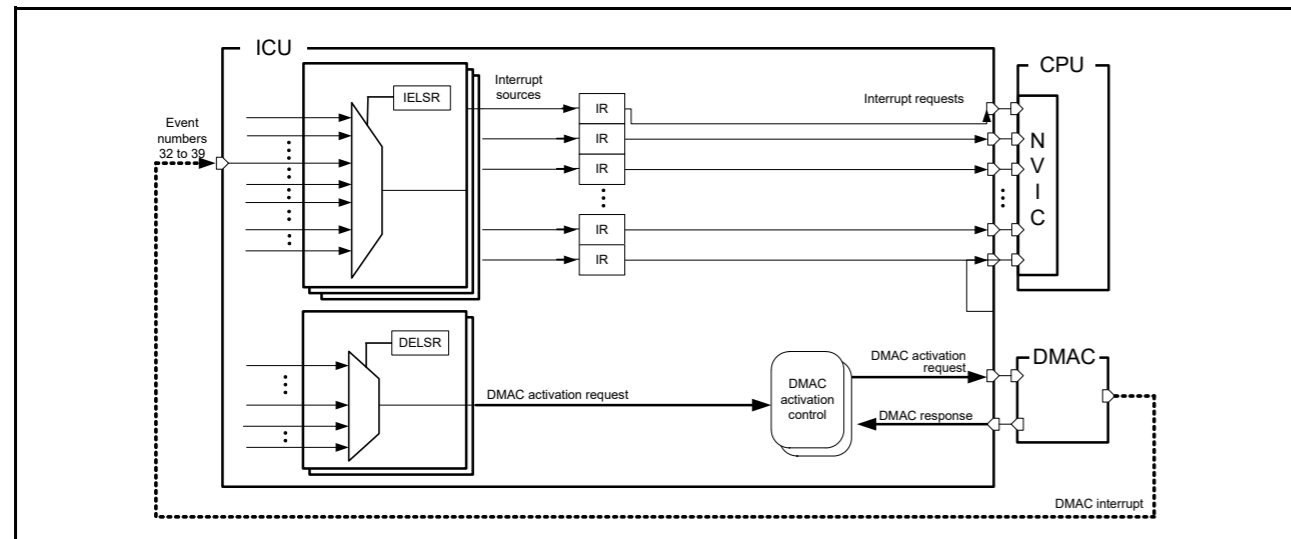 ICU
CPU
IELSR
Interrupt
sources
Interrupt requests
Event
numbers
32 to 39
IR
IR
IR
IR
IR
N
V
I
C
DELSR
DMAC activation request
DMAC
activation
control
DMAC activation
request
DMAC response
DMAC
DMAC interrupt